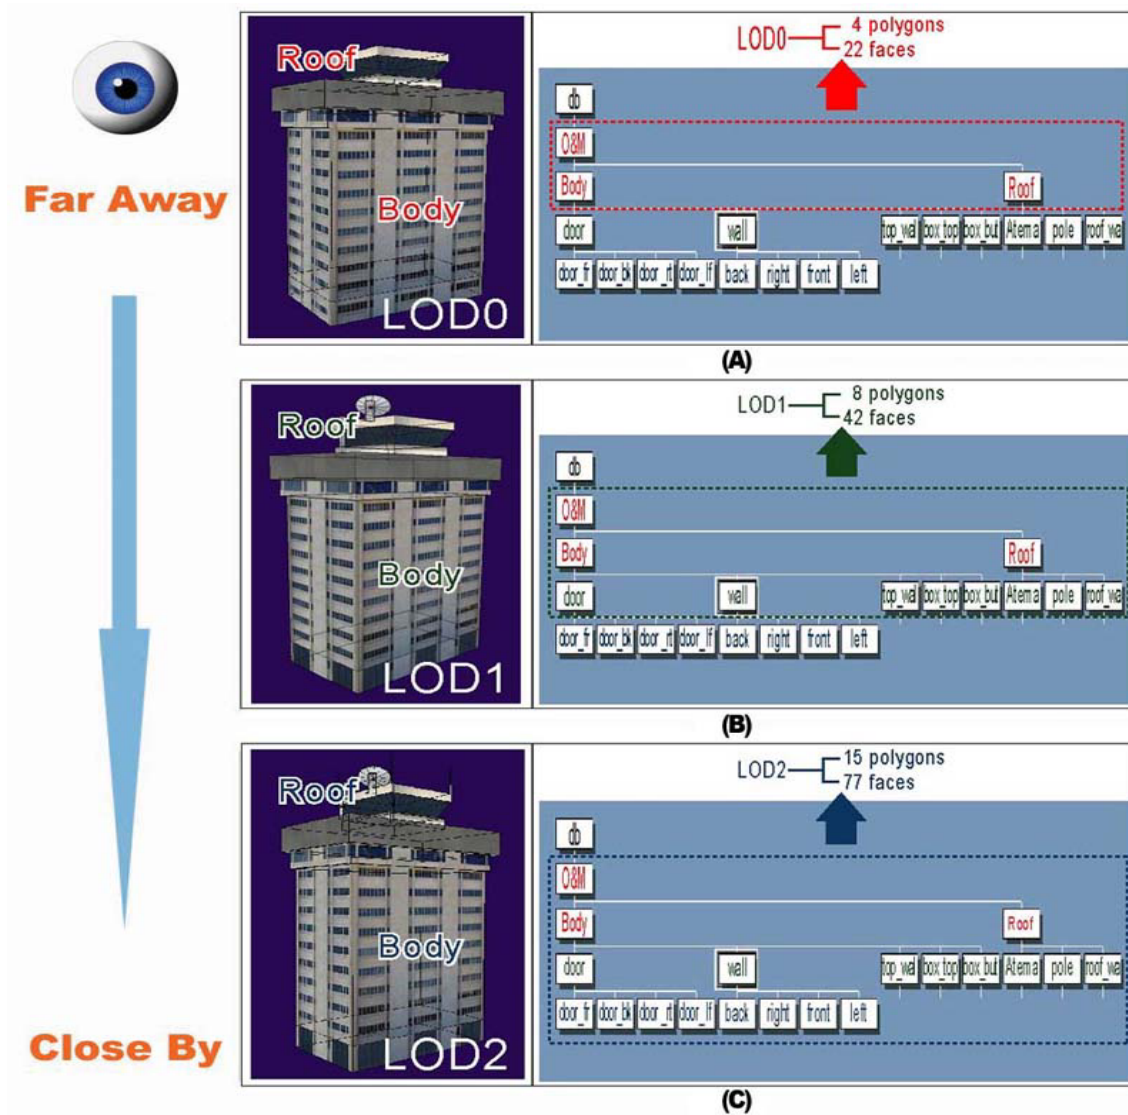 Far Away
Close By
Roof
Body
LOD0
LOD0
4 polygons
22 faces
db
O&M
Body Roof
door wall top_wal box_top box_but Atema pole roof_wa
door_fr door_bk door_rt door_lf back right front left
(A)
Roof
Body
LOD1
LOD1
8 polygons
42 faces
db
O&M
Body Roof
door wall top_wal box_top box_but Atema pole roof_wa
door_fr door_bk door_rt door_lf back right front left
(B)
Roof
Body
LOD2
LOD2
15 polygons
77 faces
db
O&M
Body Roof
door wall top_wal box_top box_but Atema pole roof_wa
door_fr door_bk door_rt door_lf back right front left
(C)